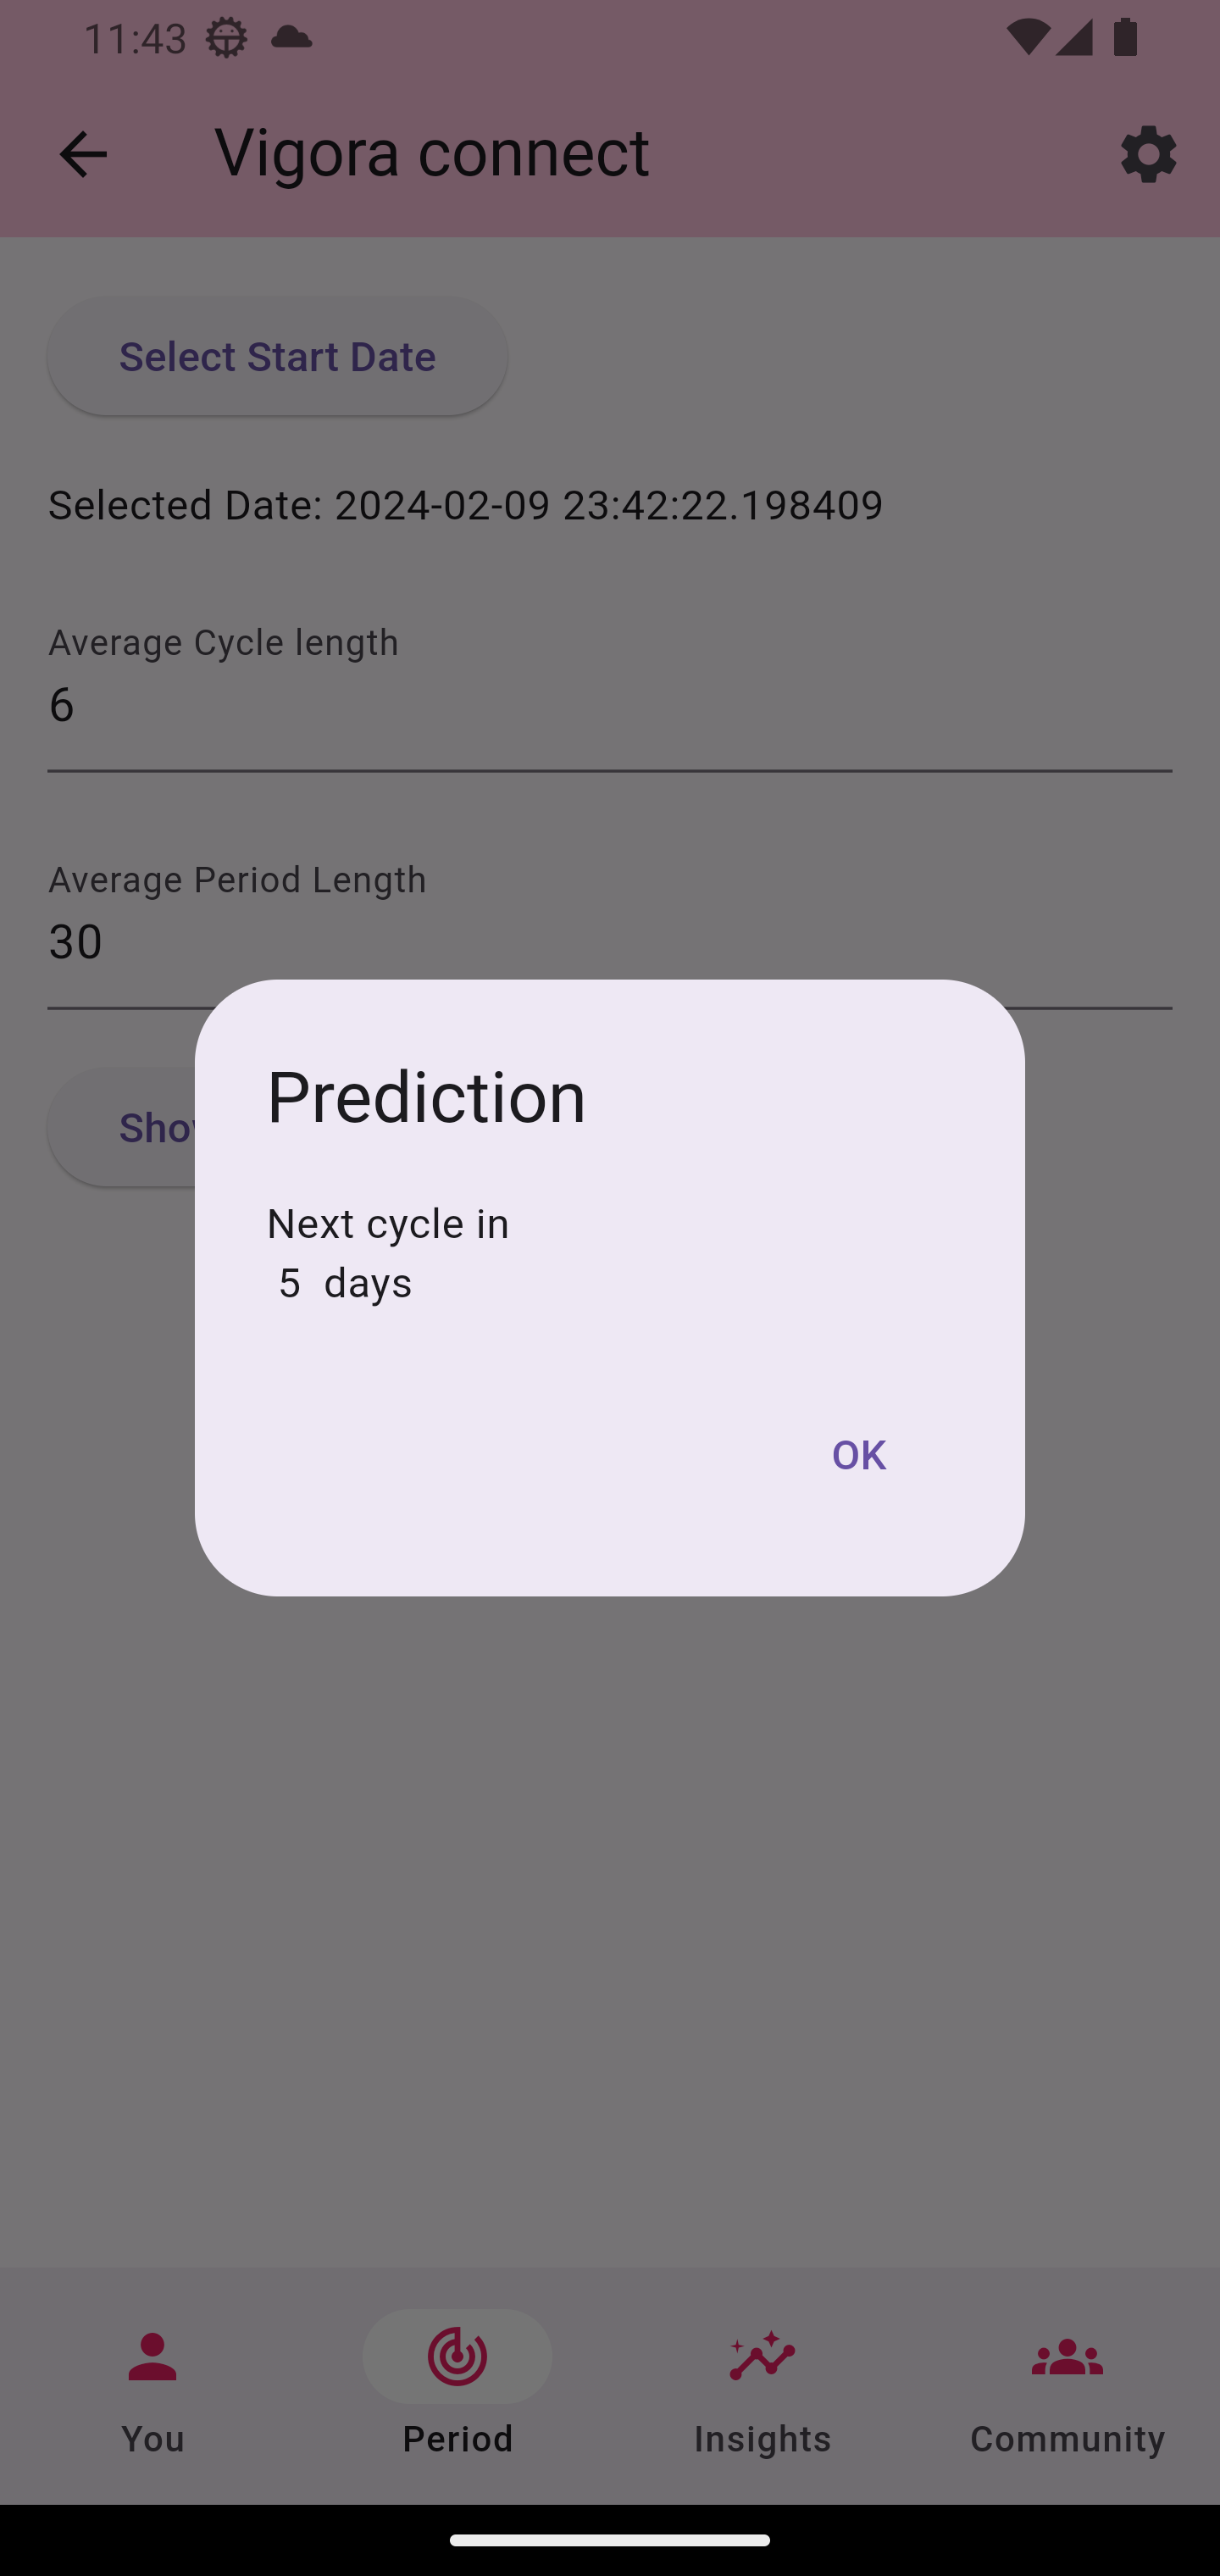 11:43
Vigora connect
Select Start Date
Selected Date: 2024-02-09 23:42:22.198409
Average Cycle length
6
Average Period Length
30
Prediction
Next cycle in
5 days
OK
You
Period
Insights
Community